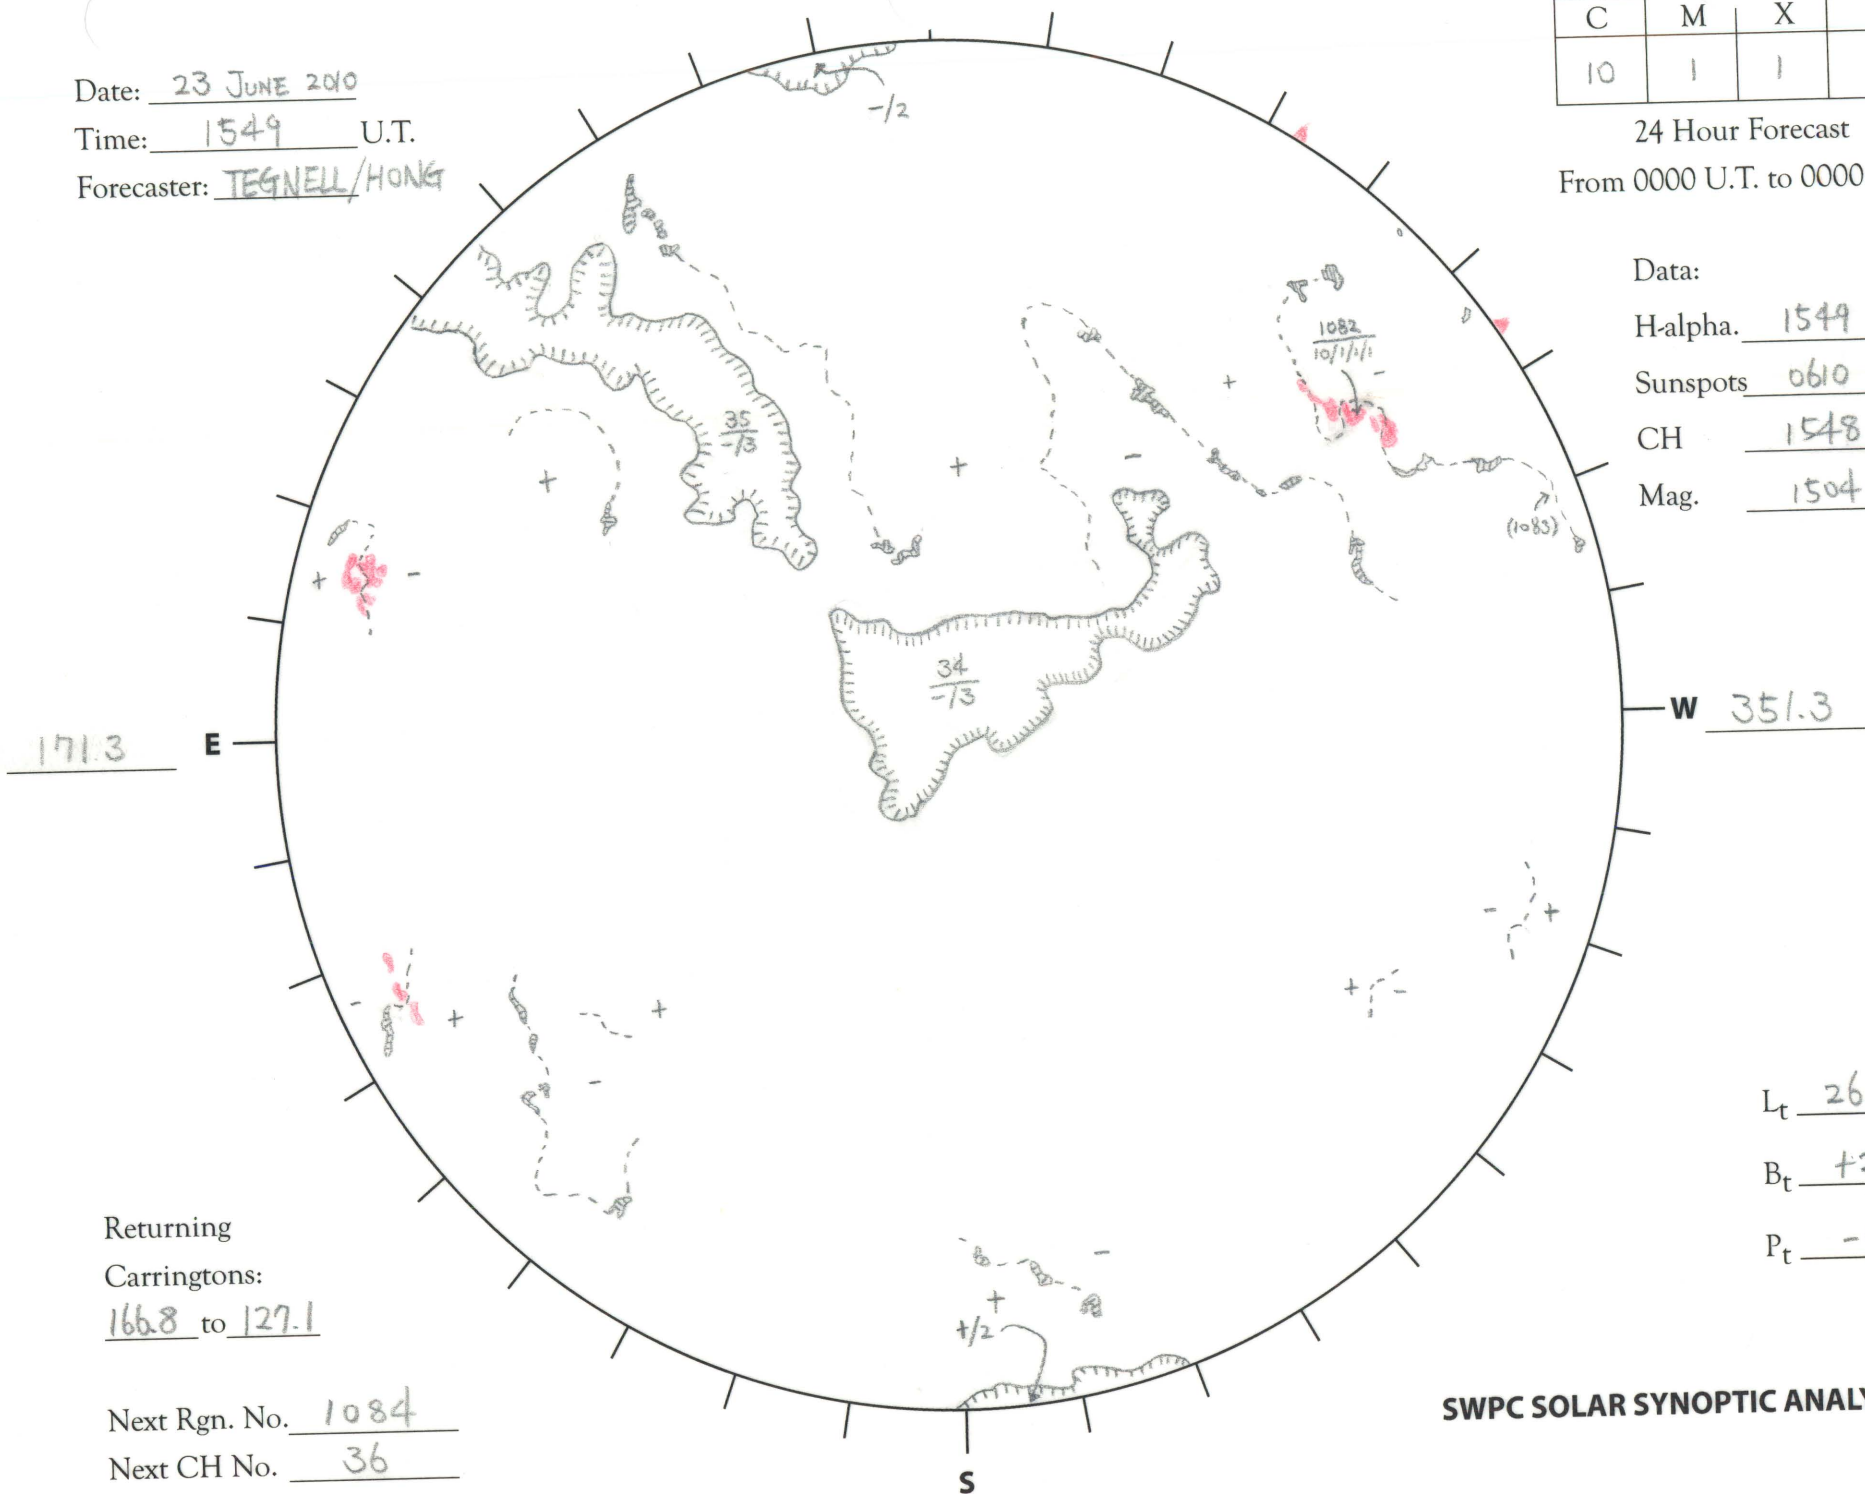 C M X
10 1 1
24 Hour Forecast
From 0000 U.T. to 0000
Date: 23 JUNE 2010
Time: 1549 U.T.
Forecaster: TEGNELL/HONG
-/2
Data:
H-alpha. 1549
Sunspots 0610
CH 1548
Mag. 1504
1082
10/1/1/1
-
+
35
-/3
+
+
-
(1083)
+ -
34
-/3
171.3 E
W 351.3
- +
+ -
- +
+
-
Lt 26
Bt +
Pt -
Returning
Carringtons:
166.8 to 127.1
-
+
+/2
Next Rgn. No. 1084
Next CH No. 36
SWPC SOLAR SYNOPTIC ANALY
S